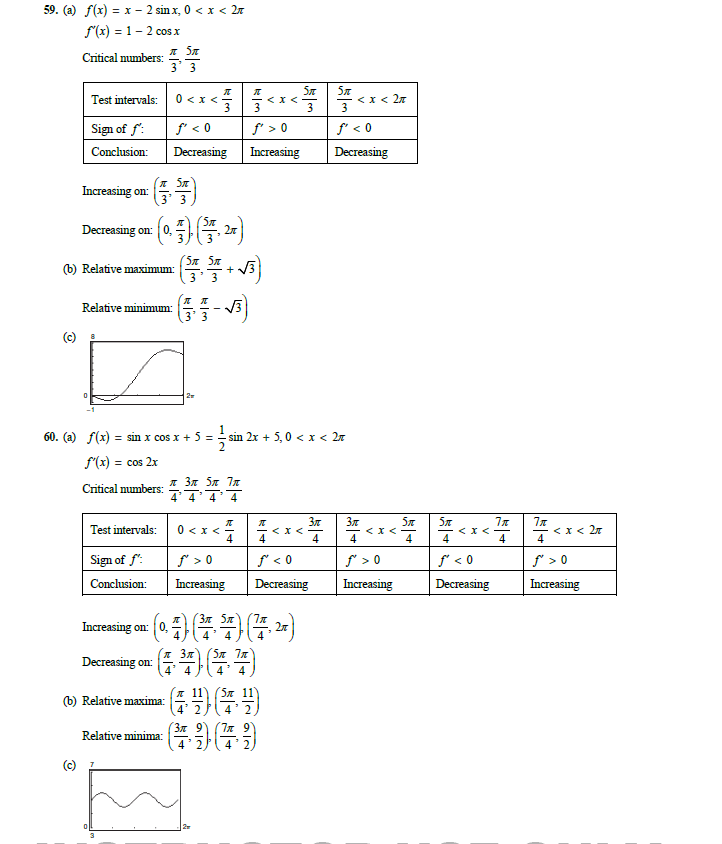 59. (a) f(x) = x − 2 sin x, 0 < x < 2π
f′(x) = 1 − 2 cos x
Critical numbers: π/3, 5π/3
Test intervals: 0 < x < π/3 π/3 < x < 5π/3 5π/3 < x < 2π
Sign of f′: f′ < 0 f′ > 0 f′ < 0
Conclusion: Decreasing Increasing Decreasing
Increasing on: (π/3, 5π/3)
Decreasing on: (0, π/3), (5π/3, 2π)
(b) Relative maximum: (5π/3, 5π/3 + √3)
Relative minimum: (π/3, π/3 − √3)
(c)
8
0 2π
−1
60. (a) f(x) = sin x cos x + 5 = 1/2 sin 2x + 5, 0 < x < 2π
f′(x) = cos 2x
Critical numbers: π/4, 3π/4, 5π/4, 7π/4
Test intervals: 0 < x < π/4 π/4 < x < 3π/4 3π/4 < x < 5π/4 5π/4 < x < 7π/4 7π/4 < x < 2π
Sign of f′: f′ > 0 f′ < 0 f′ > 0 f′ < 0 f′ > 0
Conclusion: Increasing Decreasing Increasing Decreasing Increasing
Increasing on: (0, π/4), (3π/4, 5π/4), (7π/4, 2π)
Decreasing on: (π/4, 3π/4), (5π/4, 7π/4)
(b) Relative maxima: (π/4, 11/2), (5π/4, 11/2)
Relative minima: (3π/4, 9/2), (7π/4, 9/2)
(c)
7
0 2π
3